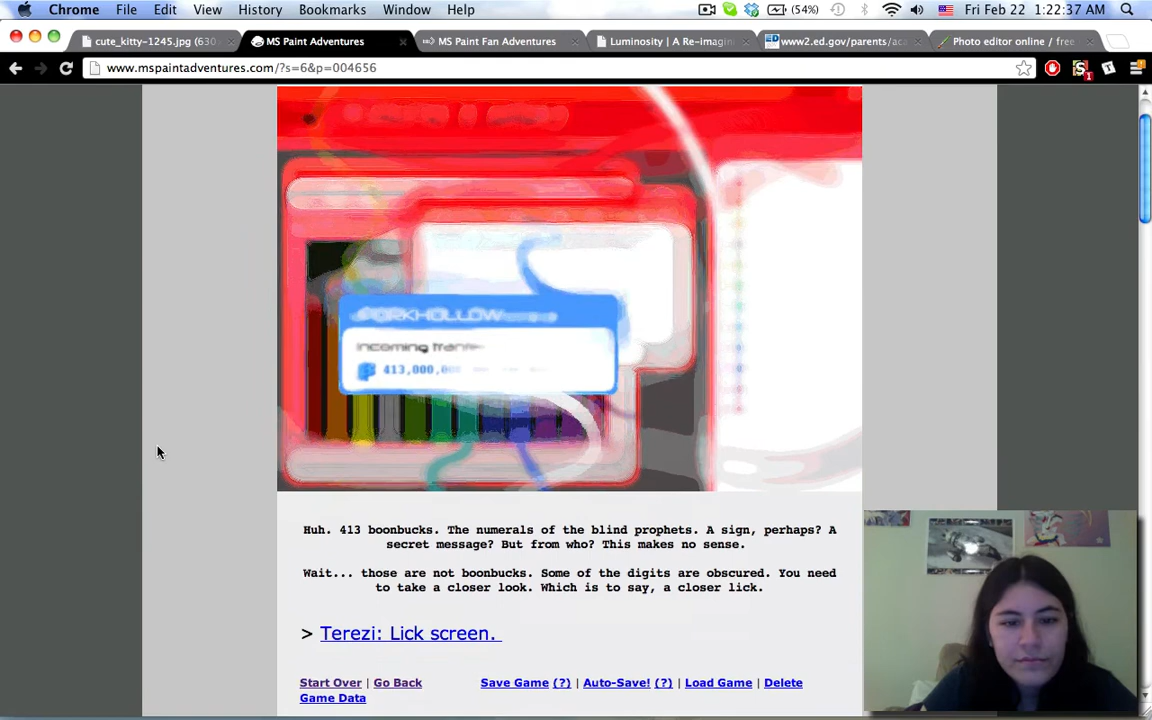 Chrome File Edit View History Bookmarks Window Help (54%) Fri Feb 22 1:22:37 AM
cute_kitty-1245.jpg (630 MS Paint Adventures MS Paint Fan Adventures Luminosity | A Re-imagin www2.ed.gov/parents/aca Photo editor online / free
www.mspaintadventures.com/?s=6&p=004656
1
incoming
413,000,0
Huh. 413 boonbucks. The numerals of the blind prophets. A sign, perhaps? A
secret message? But from who? This makes no sense.
Wait... those are not boonbucks. Some of the digits are obscured. You need
to take a closer look. Which is to say, a closer lick.
> Terezi: Lick screen.
Start Over | Go Back Save Game (?) | Auto-Save! (?) | Load Game | Delete
Game Data